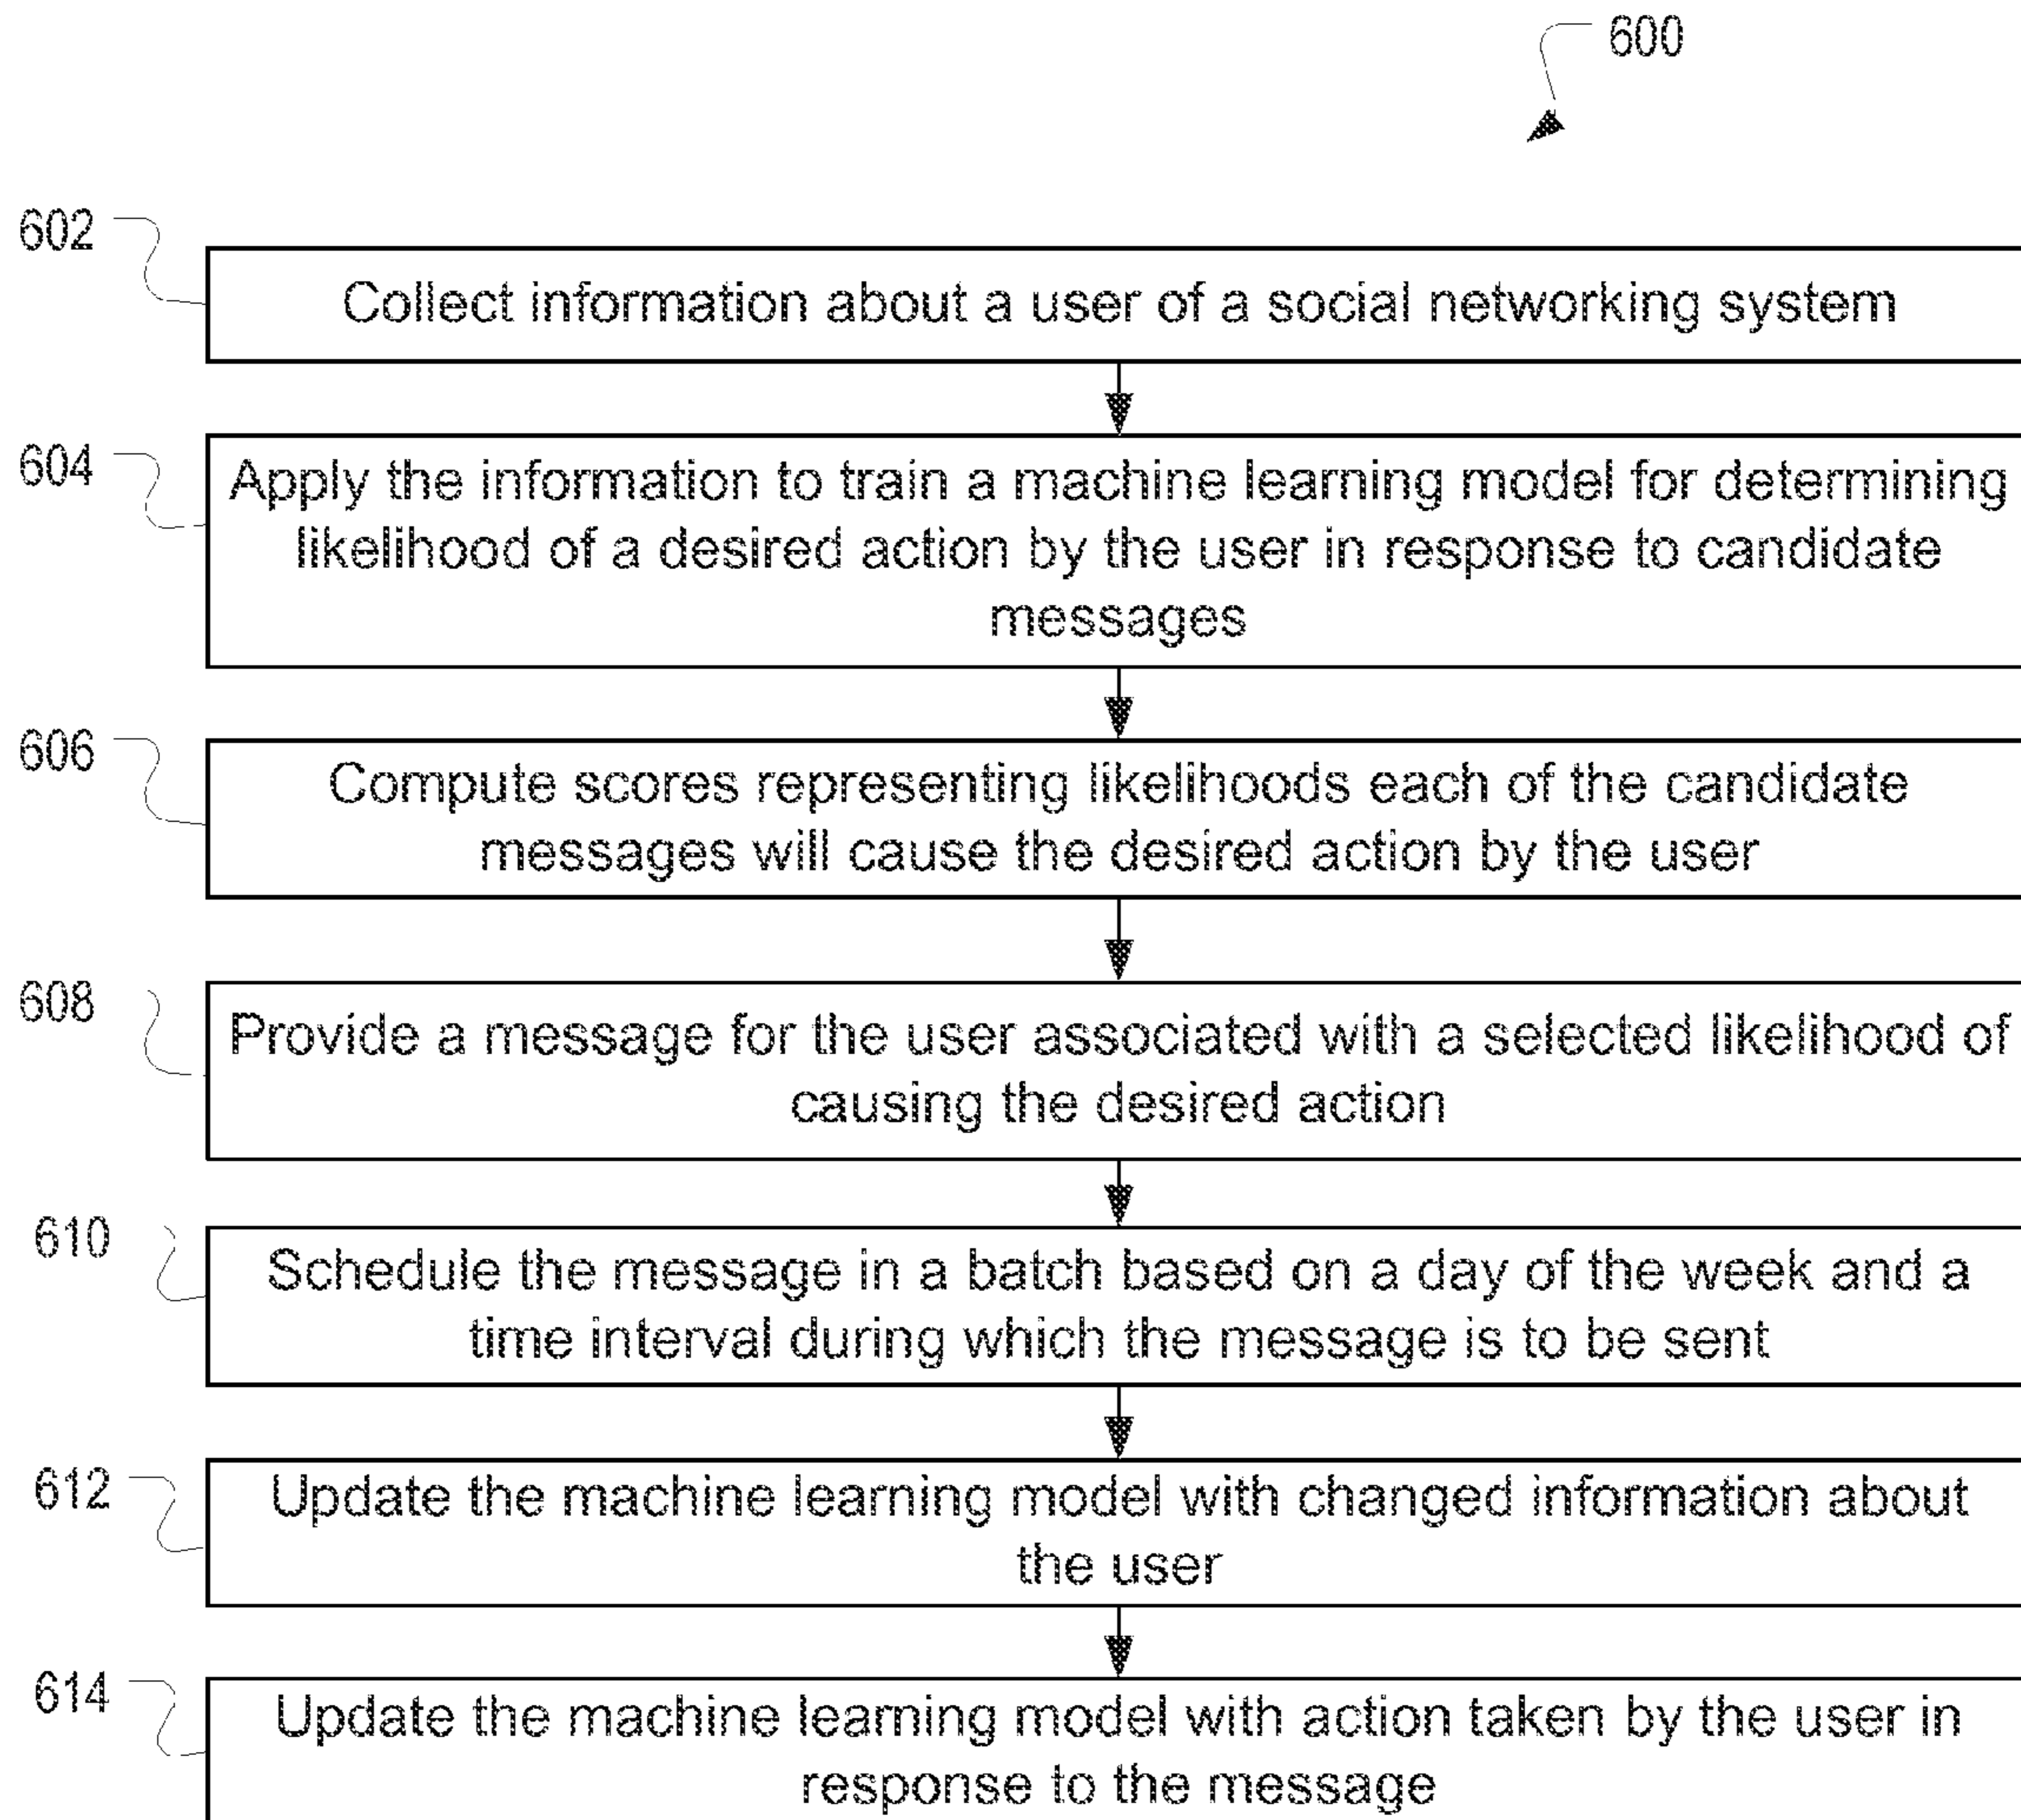 600
602
Collect information about a user of a social networking system
604
Apply the information to train a machine learning model for determining
likelihood of a desired action by the user in response to candidate
messages
606
Compute scores representing likelihoods each of the candidate
messages will cause the desired action by the user
608
Provide a message for the user associated with a selected likelihood of
causing the desired action
610
Schedule the message in a batch based on a day of the week and a
time interval during which the message is to be sent
612
Update the machine learning model with changed information about
the user
614
Update the machine learning model with action taken by the user in
response to the message